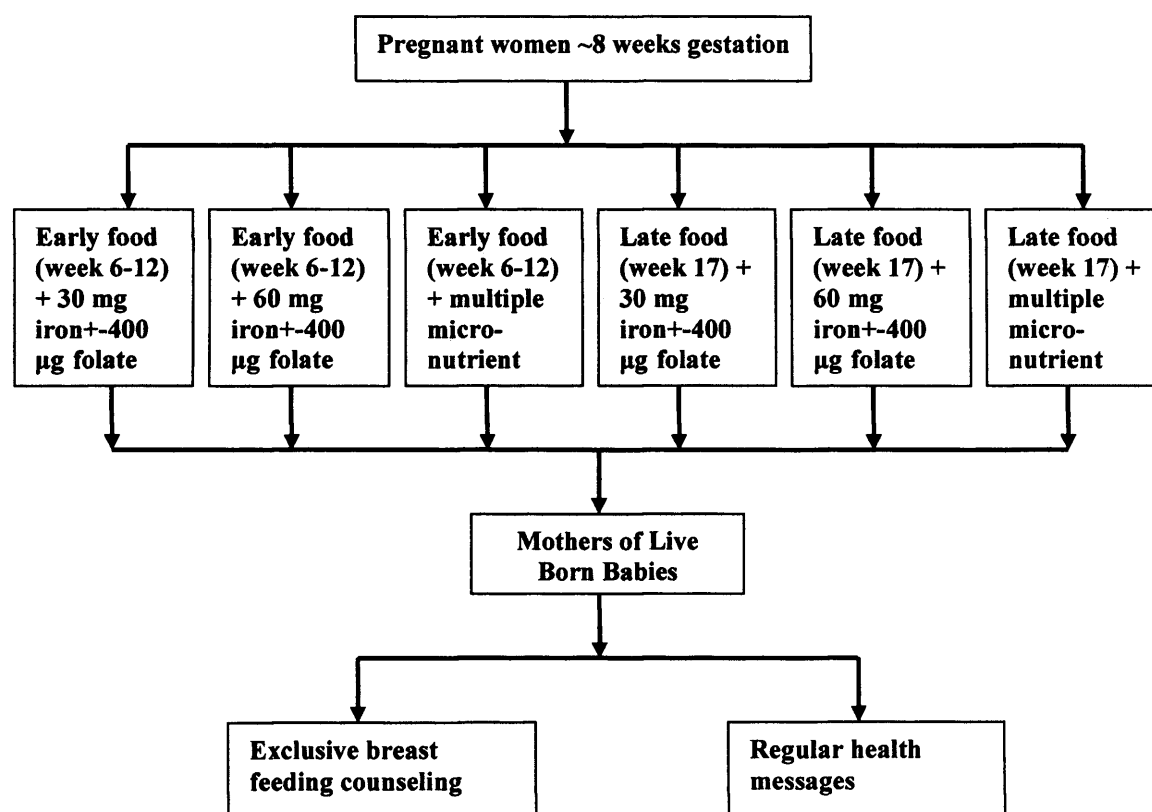 Pregnant women ~8 weeks gestation
Early food
(week 6-12)
+ 30 mg
iron+-400
µg folate
Early food
(week 6-12)
+ 60 mg
iron+-400
µg folate
Early food
(week 6-12)
+ multiple
micro-
nutrient
Late food
(week 17) +
30 mg
iron+-400
µg folate
Late food
(week 17) +
60 mg
iron+-400
µg folate
Late food
(week 17) +
multiple
micro-
nutrient
Mothers of Live
Born Babies
Exclusive breast
feeding counseling
Regular health
messages